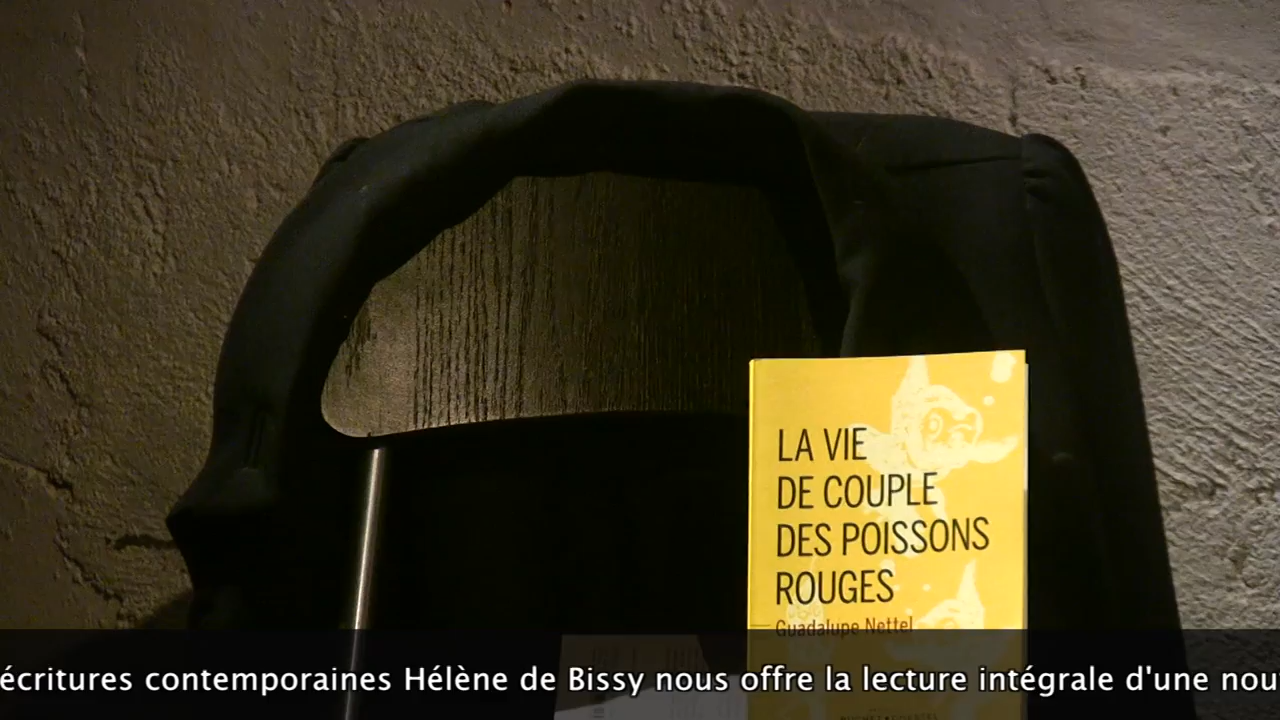 LA VIE
DE COUPLE
DES POISSONS
ROUGES
Guadalupe Nettel
écritures contemporaines Hélène de Bissy nous offre la lecture intégrale d'une nou